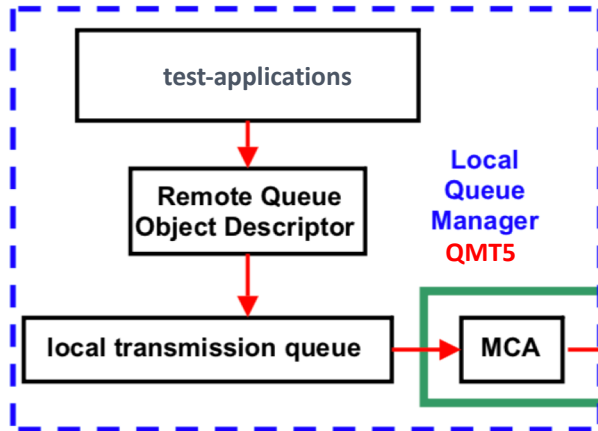 test-applications
Remote Queue
Object Descriptor
Local
Queue
Manager
QMT5
local transmission queue
MCA